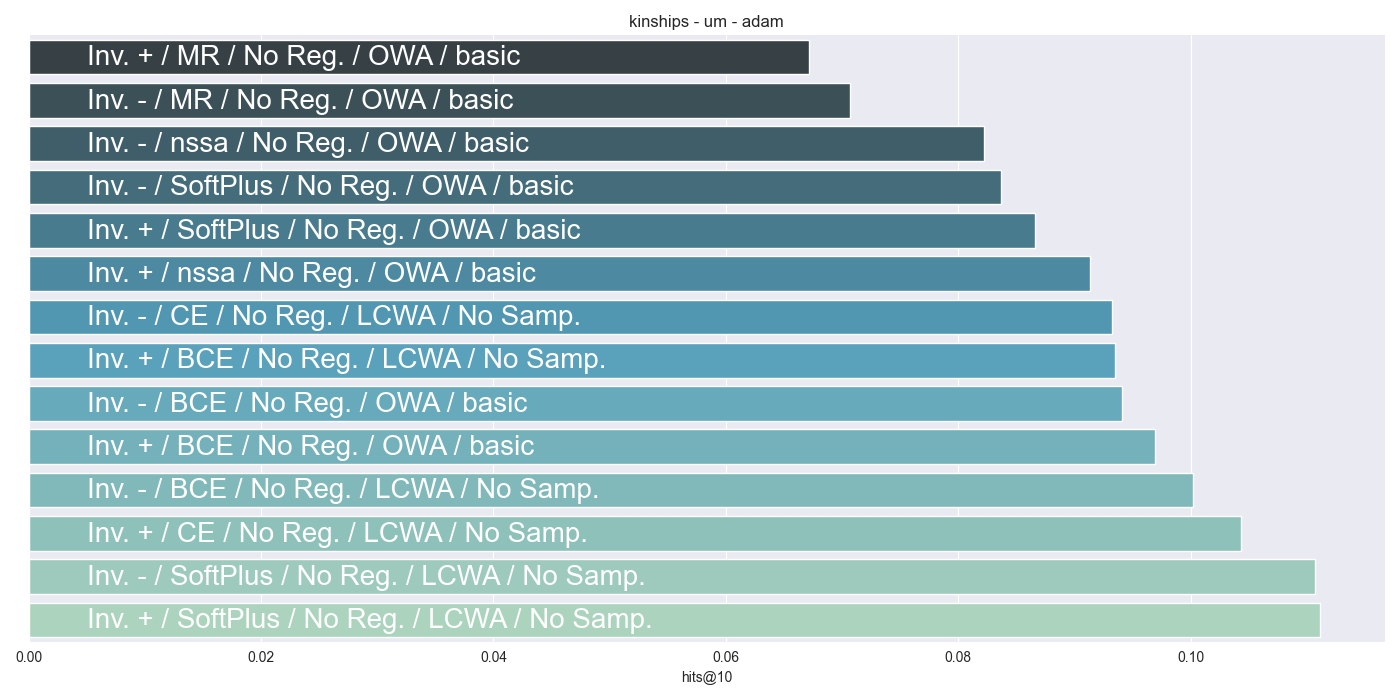 kinships - um - adam
Inv. + / MR / No Reg. / OWA / basic
Inv. - / MR / No Reg. / OWA / basic
Inv. - / nssa / No Reg. / OWA / basic
Inv. - / SoftPlus / No Reg. / OWA / basic
Inv. + / SoftPlus / No Reg. / OWA / basic
Inv. + / nssa / No Reg. / OWA / basic
Inv. - / CE / No Reg. / LCWA / No Samp.
Inv. + / BCE / No Reg. / LCWA / No Samp.
Inv. - / BCE / No Reg. / OWA / basic
Inv. + / BCE / No Reg. / OWA / basic
Inv. - / BCE / No Reg. / LCWA / No Samp.
Inv. + / CE / No Reg. / LCWA / No Samp.
Inv. - / SoftPlus / No Reg. / LCWA / No Samp.
Inv. + / SoftPlus / No Reg. / LCWA / No Samp.
0.00 0.02 0.04 0.06 0.08 0.10
hits@10